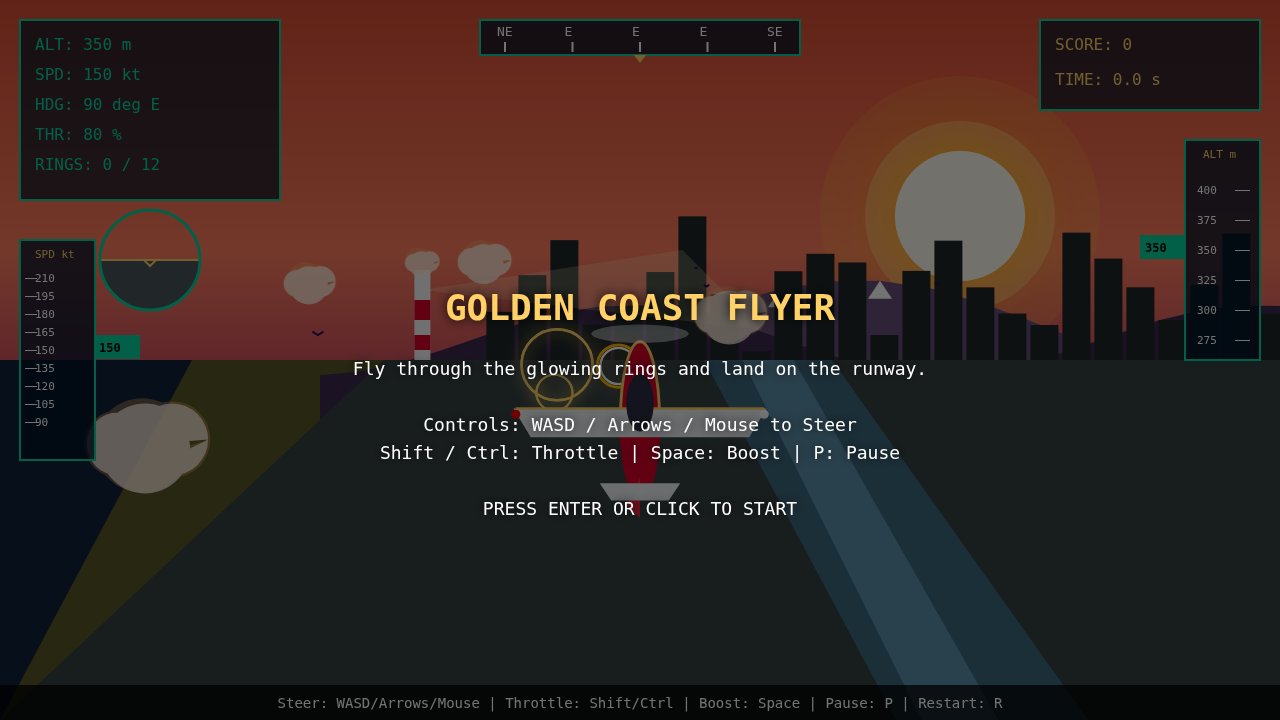 ALT: 350 m
SPD: 150 kt
HDG: 90 deg E
THR: 80 %
RINGS: 0 / 12
NE E E E SE
SCORE: 0
TIME: 0.0 s
SPD kt
210
195
180
165
150
135
120
105
90
150
ALT m
400
375
350
325
300
275
350
GOLDEN COAST FLYER
Fly through the glowing rings and land on the runway.
Controls: WASD / Arrows / Mouse to Steer
Shift / Ctrl: Throttle | Space: Boost | P: Pause
PRESS ENTER OR CLICK TO START
Steer: WASD/Arrows/Mouse | Throttle: Shift/Ctrl | Boost: Space | Pause: P | Restart: R